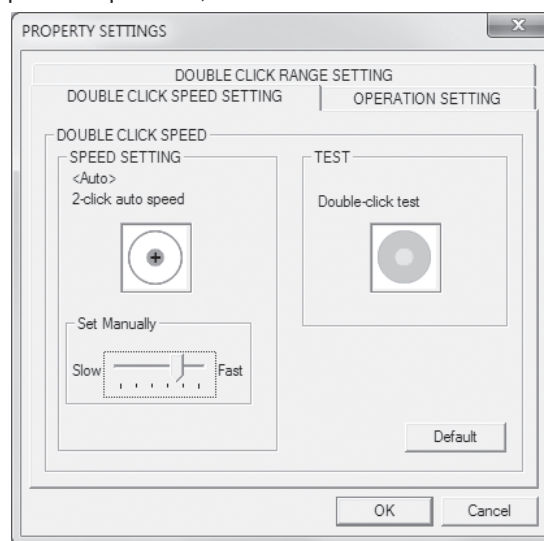 PROPERTY SETTINGS
DOUBLE CLICK RANGE SETTING
DOUBLE CLICK SPEED SETTING
OPERATION SETTING
DOUBLE CLICK SPEED
SPEED SETTING
<Auto>
2-click auto speed
Set Manually
Slow
Fast
TEST
Double-click test
Default
OK
Cancel